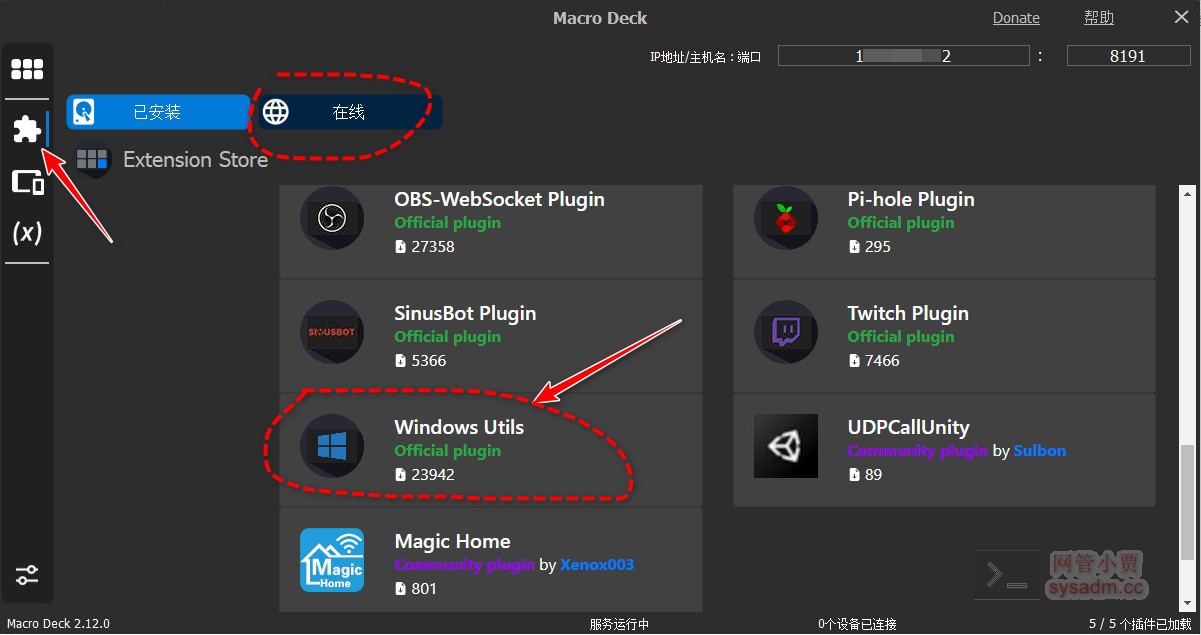 Macro Deck
Donate
帮助
IP地址/主机名：端口
1
2
:
8191
已安装
在线
Extension Store
(x)
OBS-WebSocket Plugin
Official plugin
27358
Pi-hole Plugin
Official plugin
295
SINUSBOT
SinusBot Plugin
Official plugin
5366
Twitch Plugin
Official plugin
7466
Windows Utils
Official plugin
23942
UDPCallUnity
Community plugin by Sulbon
89
Magic
Home
Magic Home
Community plugin by Xenox003
801
网管小贾
sysadm.cc
Macro Deck 2.12.0
服务运行中
0个设备已连接
5 / 5 个插件已加载